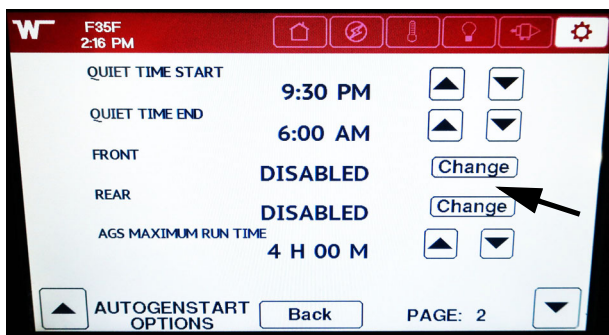 W F35F
2:16 PM
QUIET TIME START
9:30 PM
QUIET TIME END
6:00 AM
FRONT
DISABLED Change
REAR
DISABLED Change
AGS MAXIMUM RUN TIME
4 H 00 M
AUTOGENSTART
OPTIONS Back PAGE: 2